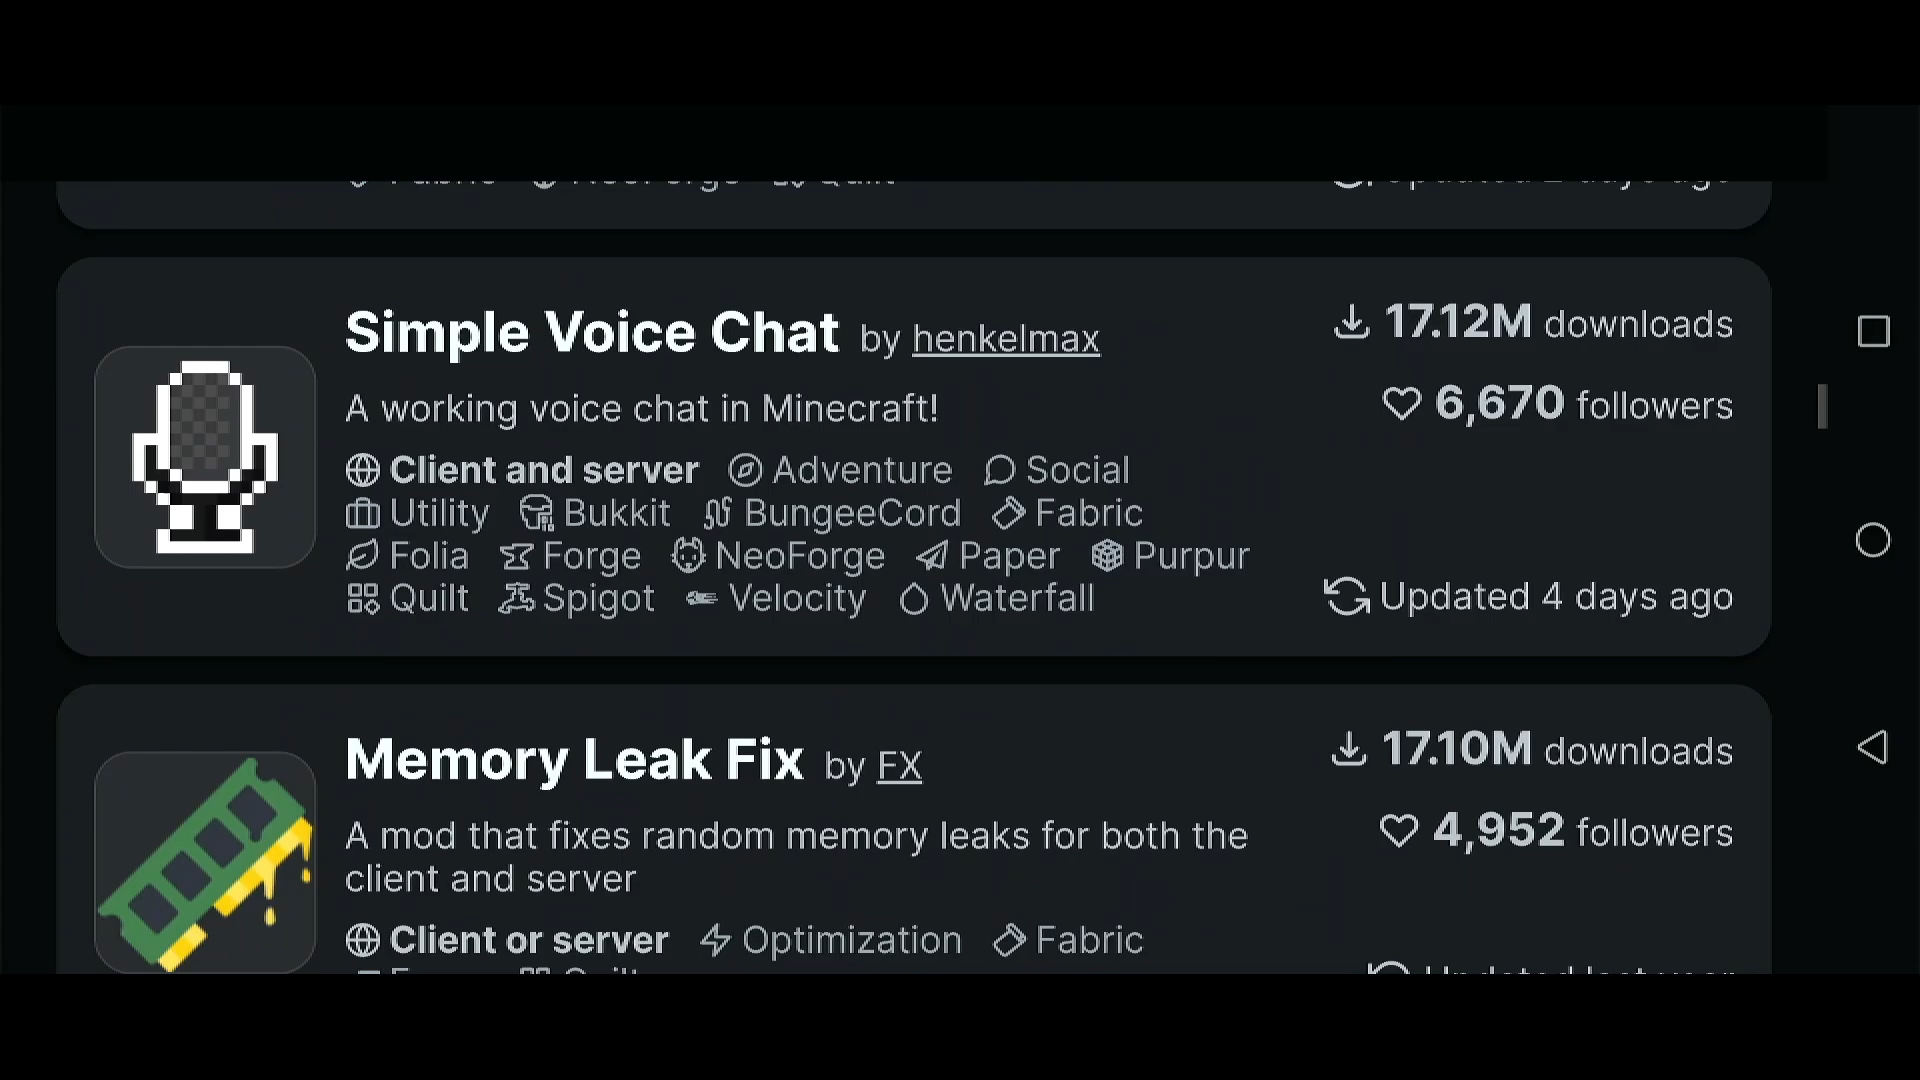 Simple Voice Chat by henkelmax
17.12M downloads
A working voice chat in Minecraft!
6,670 followers
Client and server Adventure Social
Utility Bukkit BungeeCord Fabric
Folia Forge NeoForge Paper Purpur
Quilt Spigot Velocity Waterfall
Updated 4 days ago
Memory Leak Fix by FX
17.10M downloads
A mod that fixes random memory leaks for both the
client and server
4,952 followers
Client or server Optimization Fabric